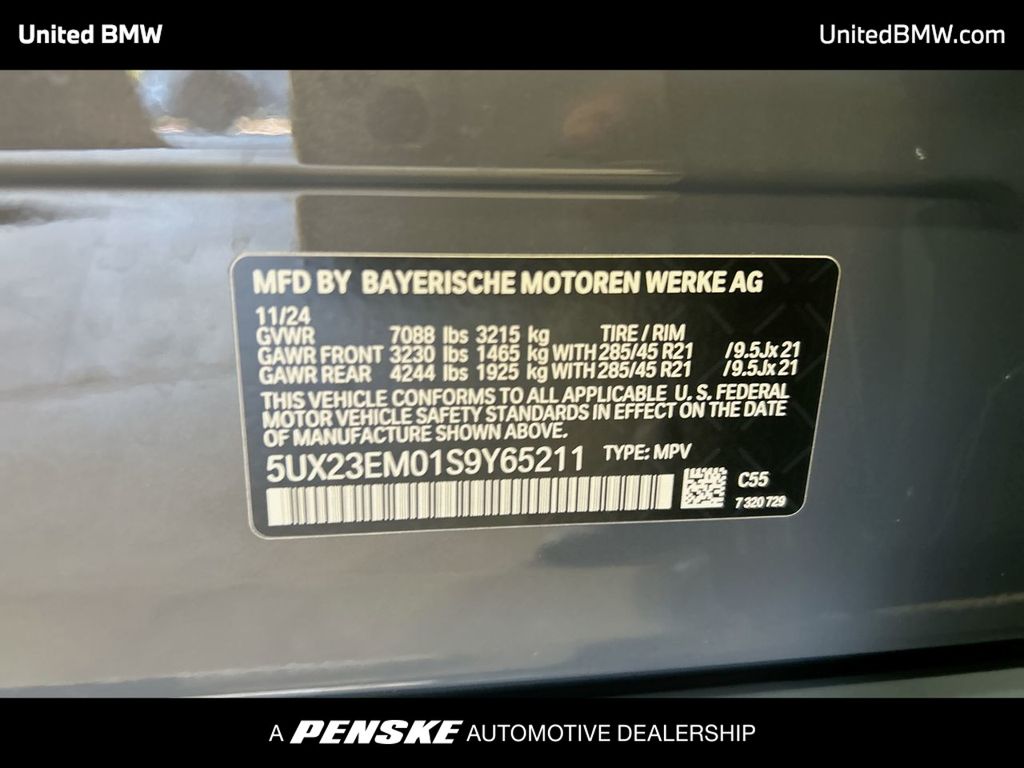 United BMW
UnitedBMW.com
MFD BY BAYERISCHE MOTOREN WERKE AG
11/24
GVWR 7088 lbs 3215 kg TIRE / RIM
GAWR FRONT 3230 lbs 1465 kg WITH 285/45 R21 /9.5Jx21
GAWR REAR 4244 lbs 1925 kg WITH 285/45 R21 /9.5Jx21
THIS VEHICLE CONFORMS TO ALL APPLICABLE U.S. FEDERAL
MOTOR VEHICLE SAFETY STANDARDS IN EFFECT ON THE DATE
OF MANUFACTURE SHOWN ABOVE.
5UX23EM01S9Y65211 TYPE: MPV
C55
7 320 729
A PENSKE AUTOMOTIVE DEALERSHIP